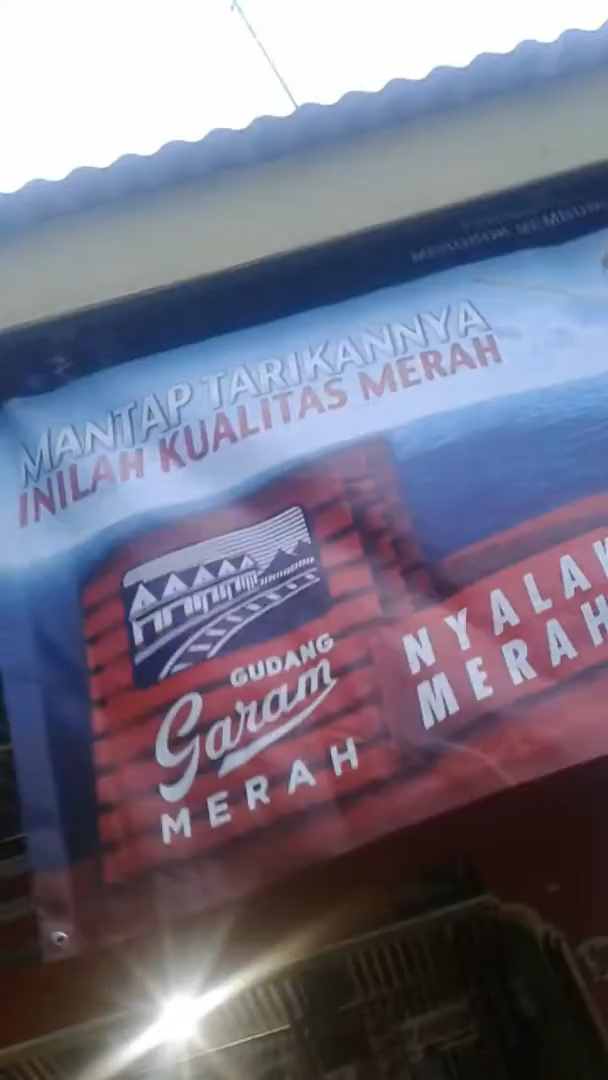 MANTAP TARIKANNYA
INILAH KUALITAS MERAH
GUDANG
Garam
MERAH
NYALAK
MERAH